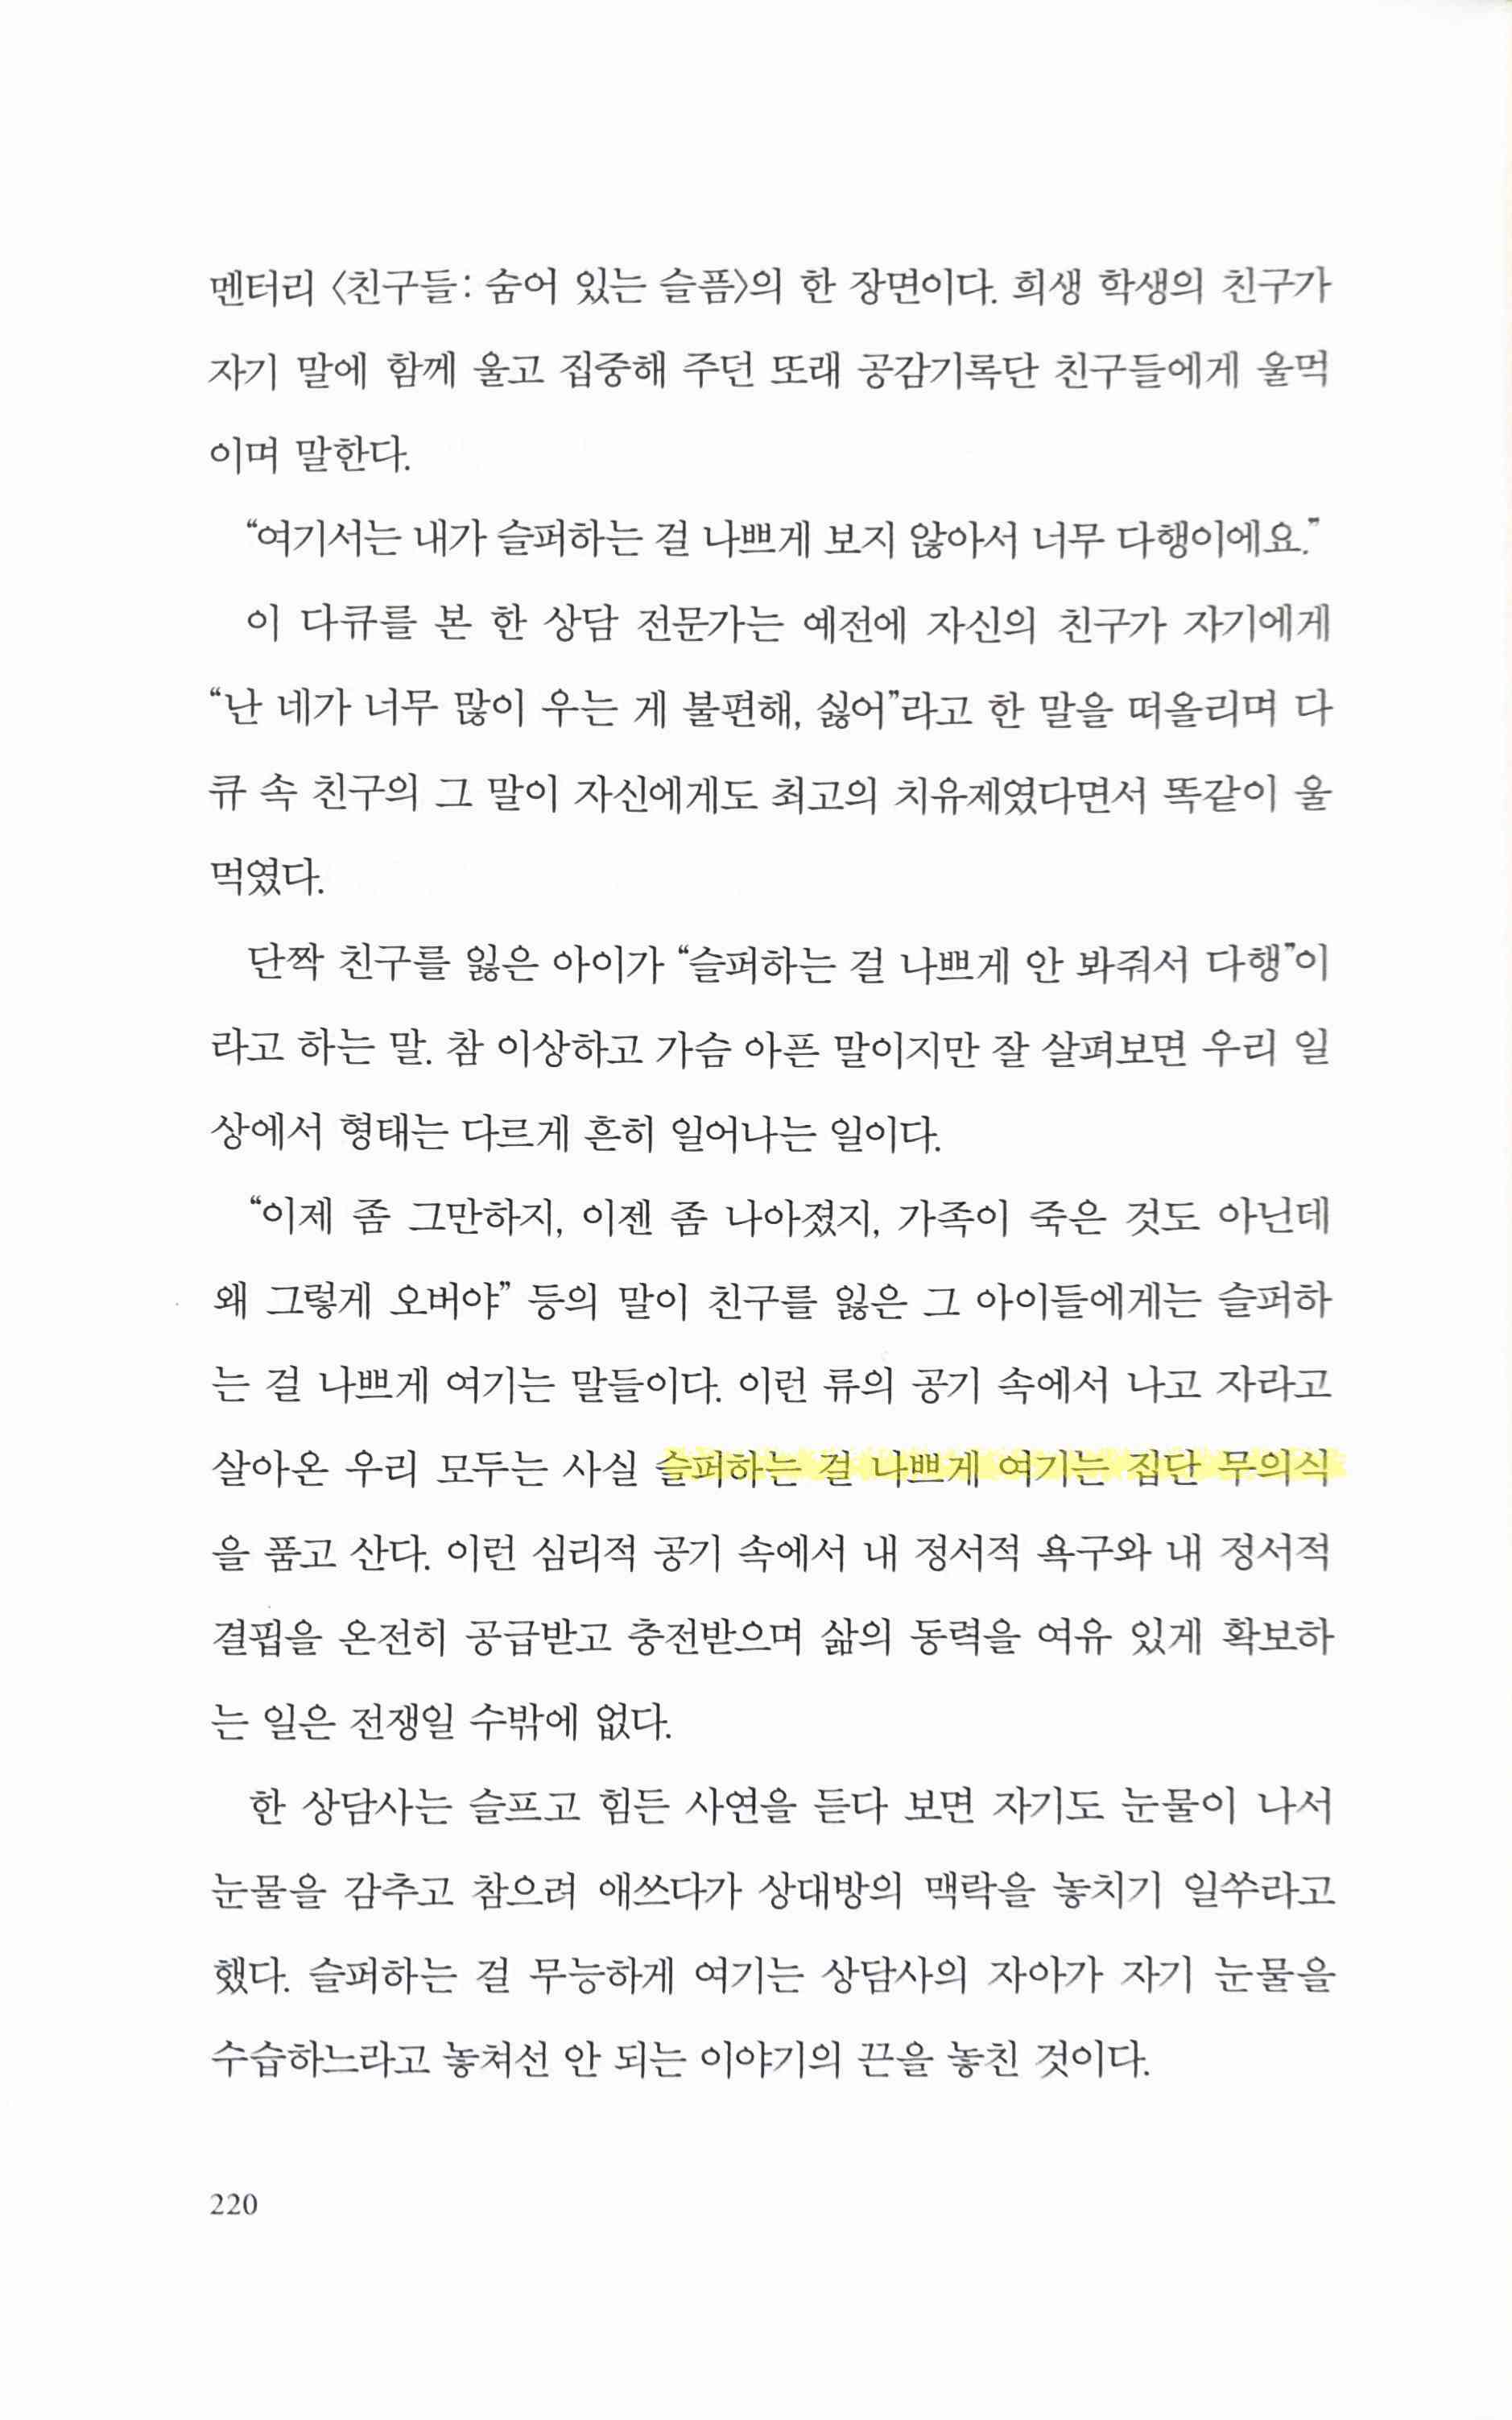 멘터리 〈친구들: 숨어 있는 슬픔〉의 한 장면이다. 희생 학생의 친구가
자기 말에 함께 울고 집중해 주던 또래 공감기록단 친구들에게 울먹
이며 말한다.
“여기서는 내가 슬퍼하는 걸 나쁘게 보지 않아서 너무 다행이에요.”
이 다큐를 본 한 상담 전문가는 예전에 자신의 친구가 자기에게
“난 네가 너무 많이 우는 게 불편해, 싫어”라고 한 말을 떠올리며 다
큐 속 친구의 그 말이 자신에게도 최고의 치유제였다면서 똑같이 울
먹였다.
단짝 친구를 잃은 아이가 “슬퍼하는 걸 나쁘게 안 봐줘서 다행”이
라고 하는 말. 참 이상하고 가슴 아픈 말이지만 잘 살펴보면 우리 일
상에서 형태는 다르게 흔히 일어나는 일이다.
“이제 좀 그만하지, 이젠 좀 나아졌지, 가족이 죽은 것도 아닌데
왜 그렇게 오버야” 등의 말이 친구를 잃은 그 아이들에게는 슬퍼하
는 걸 나쁘게 여기는 말들이다. 이런 류의 공기 속에서 나고 자라고
살아온 우리 모두는 사실 슬퍼하는 걸 나쁘게 여기는 집단 무의식
을 품고 산다. 이런 심리적 공기 속에서 내 정서적 욕구와 내 정서적
결핍을 온전히 공급받고 충전받으며 삶의 동력을 여유 있게 확보하
는 일은 전쟁일 수밖에 없다.
한 상담사는 슬프고 힘든 사연을 듣다 보면 자기도 눈물이 나서
눈물을 감추고 참으려 애쓰다가 상대방의 맥락을 놓치기 일쑤라고
했다. 슬퍼하는 걸 무능하게 여기는 상담사의 자아가 자기 눈물을
수습하느라고 놓쳐선 안 되는 이야기의 끈을 놓친 것이다.
220